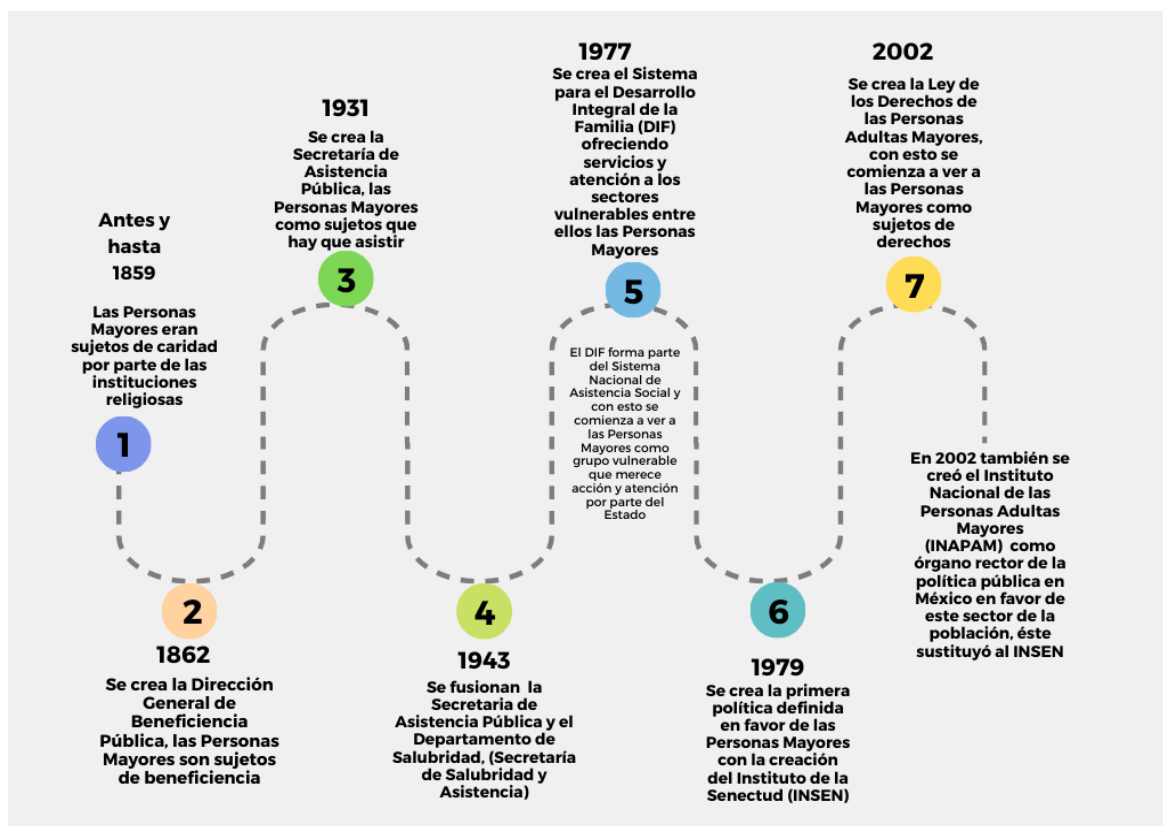 Antes y
hasta
1859
Las Personas
Mayores eran
sujetos de caridad
por parte de las
instituciones
religiosas
1
2
1862
Se crea la Dirección
General de
Beneficiencia
Pública, las Personas
Mayores son sujetos
de beneficiencia
1931
Se crea la
Secretaría de
Asistencia
Pública, las
Personas Mayores
como sujetos que
hay que asistir
3
4
1943
Se fusionan la
Secretaria de
Asistencia Pública y el
Departamento de
Salubridad, (Secretaría
de Salubridad y
Asistencia)
1977
Se crea el Sistema
para el Desarrollo
Integral de la
Familia (DIF)
ofreciendo
servicios y
atención a los
sectores
vulnerables entre
ellos las Personas
Mayores
5
El DIF forma parte
del Sistema
Nacional de
Asistencia Social y
con esto se
comienza a ver a
las Personas
Mayores como
grupo vulnerable
que merece
acción y atención
por parte del
Estado
6
1979
Se crea la primera
política definida
en favor de las
Personas Mayores
con la creación
del Instituto de la
Senectud (INSEN)
2002
Se crea la Ley de
los Derechos de
las Personas
Adultas Mayores,
con esto se
comienza a ver a
las Personas
Mayores como
sujetos de
derechos
7
En 2002 también se
creó el Instituto
Nacional de las
Personas Adultas
Mayores
(INAPAM) como
órgano rector de la
política pública en
México en favor de
este sector de la
población, éste
sustituyó al INSEN